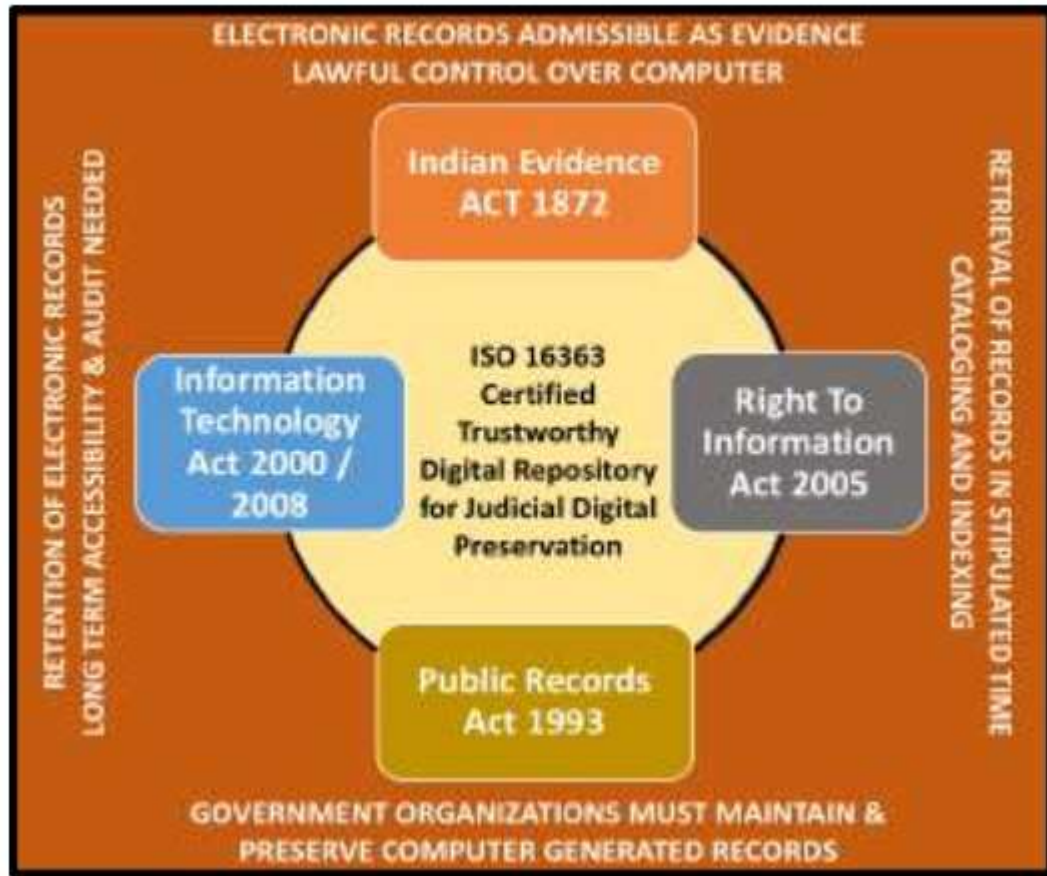 ELECTRONIC RECORDS ADMISSIBLE AS EVIDENCE
LAWFUL CONTROL OVER COMPUTER
Indian Evidence
ACT 1872
RETENTION OF ELECTRONIC RECORDS
LONG TERM ACCESSIBILITY & AUDIT NEEDED
Information
Technology
Act 2000 /
2008
ISO 16363
Certified
Trustworthy
Digital Repository
for Judicial Digital
Preservation
Right To
Information
Act 2005
RETRIEVAL OF RECORDS IN STIPULATED TIME
CATALOGING AND INDEXING
Public Records
Act 1993
GOVERNMENT ORGANIZATIONS MUST MAINTAIN &
PRESERVE COMPUTER GENERATED RECORDS